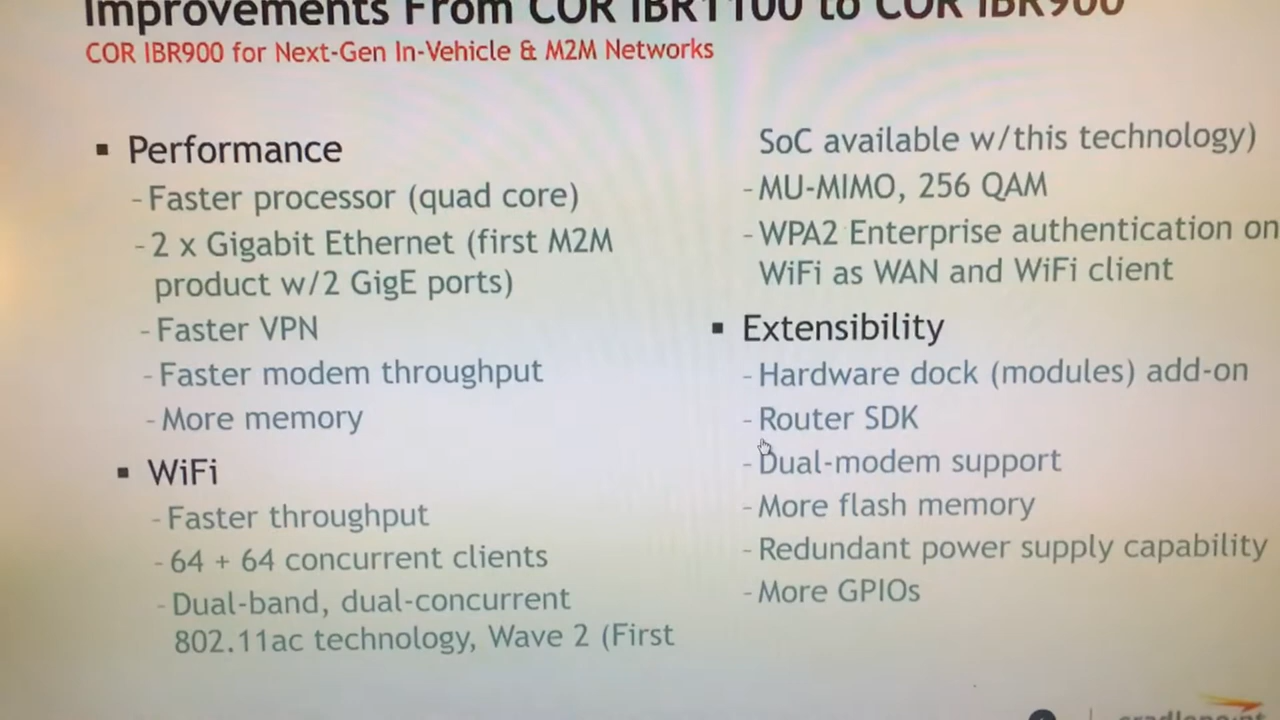 Improvements From COR IBR1100 to COR IBR900
COR IBR900 for Next-Gen In-Vehicle & M2M Networks
▪ Performance
- Faster processor (quad core)
- 2 x Gigabit Ethernet (first M2M
product w/2 GigE ports)
- Faster VPN
- Faster modem throughput
- More memory
▪ WiFi
- Faster throughput
- 64 + 64 concurrent clients
- Dual-band, dual-concurrent
802.11ac technology, Wave 2 (First
SoC available w/this technology)
- MU-MIMO, 256 QAM
- WPA2 Enterprise authentication on
WiFi as WAN and WiFi client
▪ Extensibility
- Hardware dock (modules) add-on
- Router SDK
- Dual-modem support
- More flash memory
- Redundant power supply capability
- More GPIOs
cradlepoint